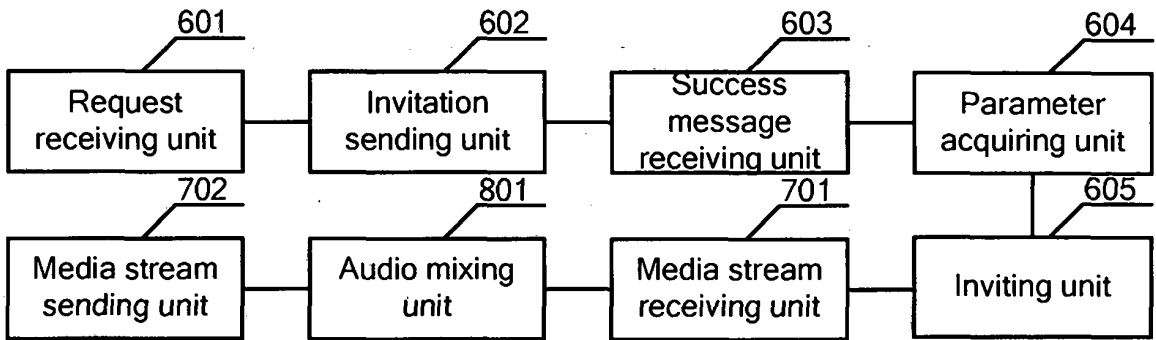 601
602
603
604
Request
receiving unit
Invitation
sending unit
Success
message
receiving unit
Parameter
acquiring unit
702
801
701
605
Media stream
sending unit
Audio mixing
unit
Media stream
receiving unit
Inviting unit